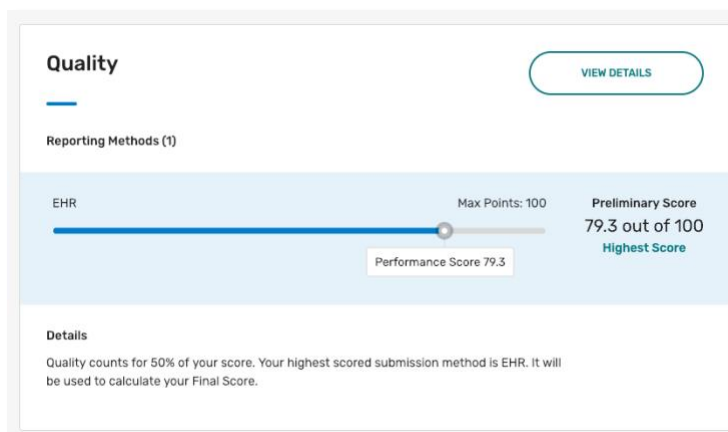 Quality
VIEW DETAILS
Reporting Methods (1)
EHR
Max Points: 100
Performance Score 79.3
Preliminary Score
79.3 out of 100
Highest Score
Details
Quality counts for 50% of your score. Your highest scored submission method is EHR. It will
be used to calculate your Final Score.